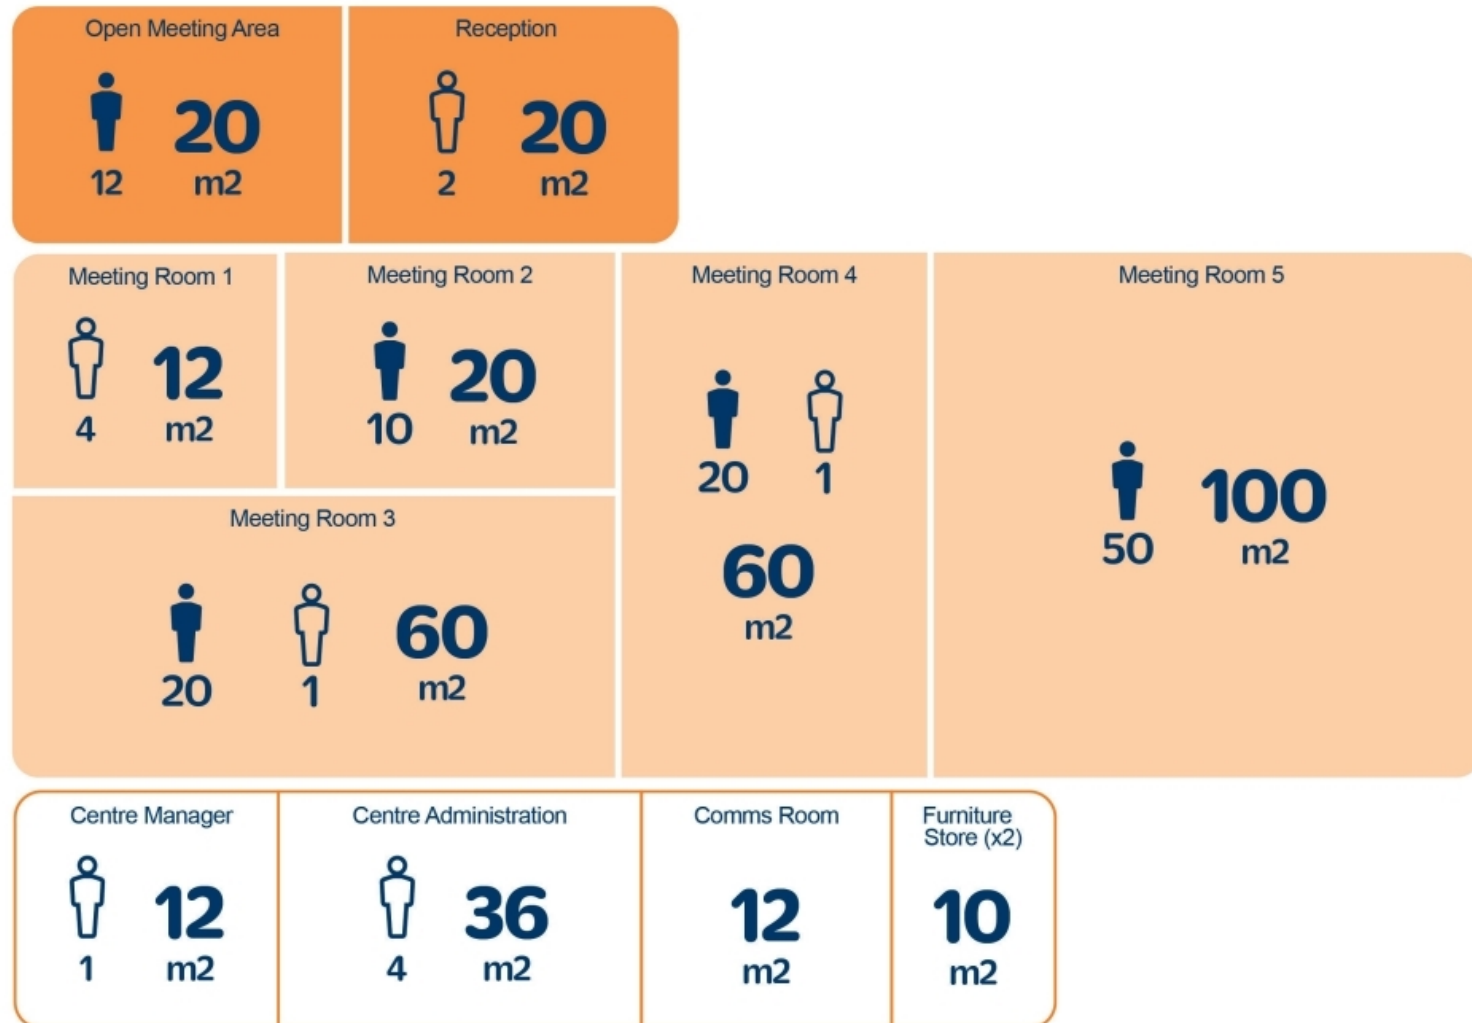 Open Meeting Area
12
20
m2
Reception
2
20
m2
Meeting Room 1
4
12
m2
Meeting Room 2
10
20
m2
Meeting Room 3
20
1
60
m2
Meeting Room 4
20
1
60
m2
Meeting Room 5
50
100
m2
Centre Manager
1
12
m2
Centre Administration
4
36
m2
Comms Room
12
m2
Furniture
Store (x2)
10
m2